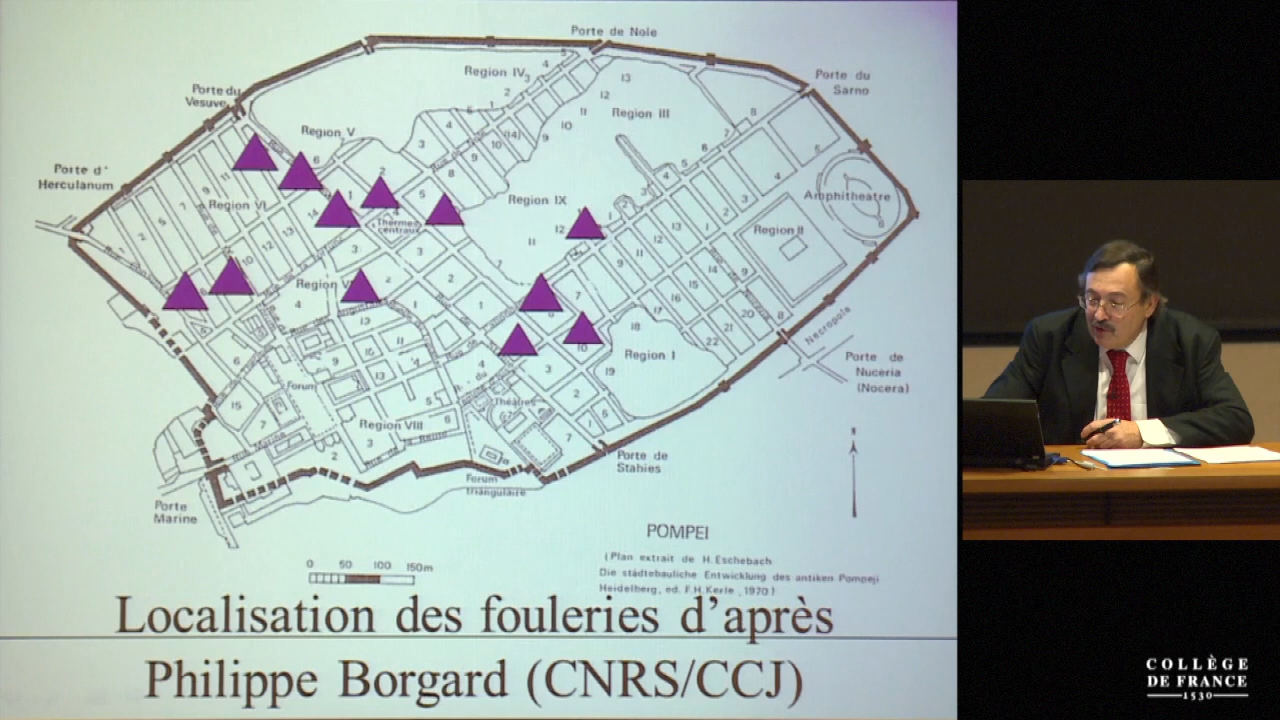 Porte de Nole
Porte du
Sarno
Porte du
Vesuve
Porte d'
Herculanum
Region IV
Region III
Region V
Region VI
Region IX
Amphitheatre
Region II
Thermes
centraux
Region V
Region I
Necropole
Porte de
Nuceria
(Nocera)
Forum
Region VIII
Théatres
Porte de
Stabies
Forum
triangulaire
Porte
Marine
POMPEI
(Plan extrait de H. Eschebach
Die städtebauliche Entwicklung des antiken Pompeji
Heidelberg, ed. F.H. Kerle, 1970)
0 50 100 150m
Localisation des fouleries d'après
Philippe Borgard (CNRS/CCJ)
COLLÈGE
DE FRANCE
1530